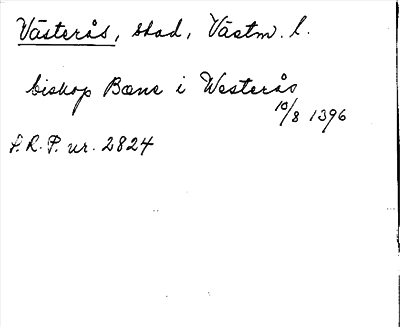 Västerås, stad, Västm. l.
biskop Bæne i Westerås
10/8 1396
S.R.P. nr. 2824